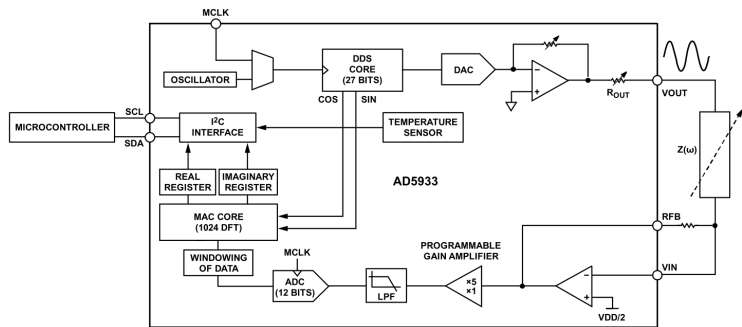 MCLK
OSCILLATOR
DDS
CORE
(27 BITS)
COS
SIN
DAC
ROUT
VOUT
SCL
SDA
MICROCONTROLLER
I2C
INTERFACE
TEMPERATURE
SENSOR
Z(ω)
REAL
REGISTER
IMAGINARY
REGISTER
AD5933
MAC CORE
(1024 DFT)
RFB
WINDOWING
OF DATA
MCLK
PROGRAMMABLE
GAIN AMPLIFIER
ADC
(12 BITS)
LPF
×5
×1
VIN
VDD/2